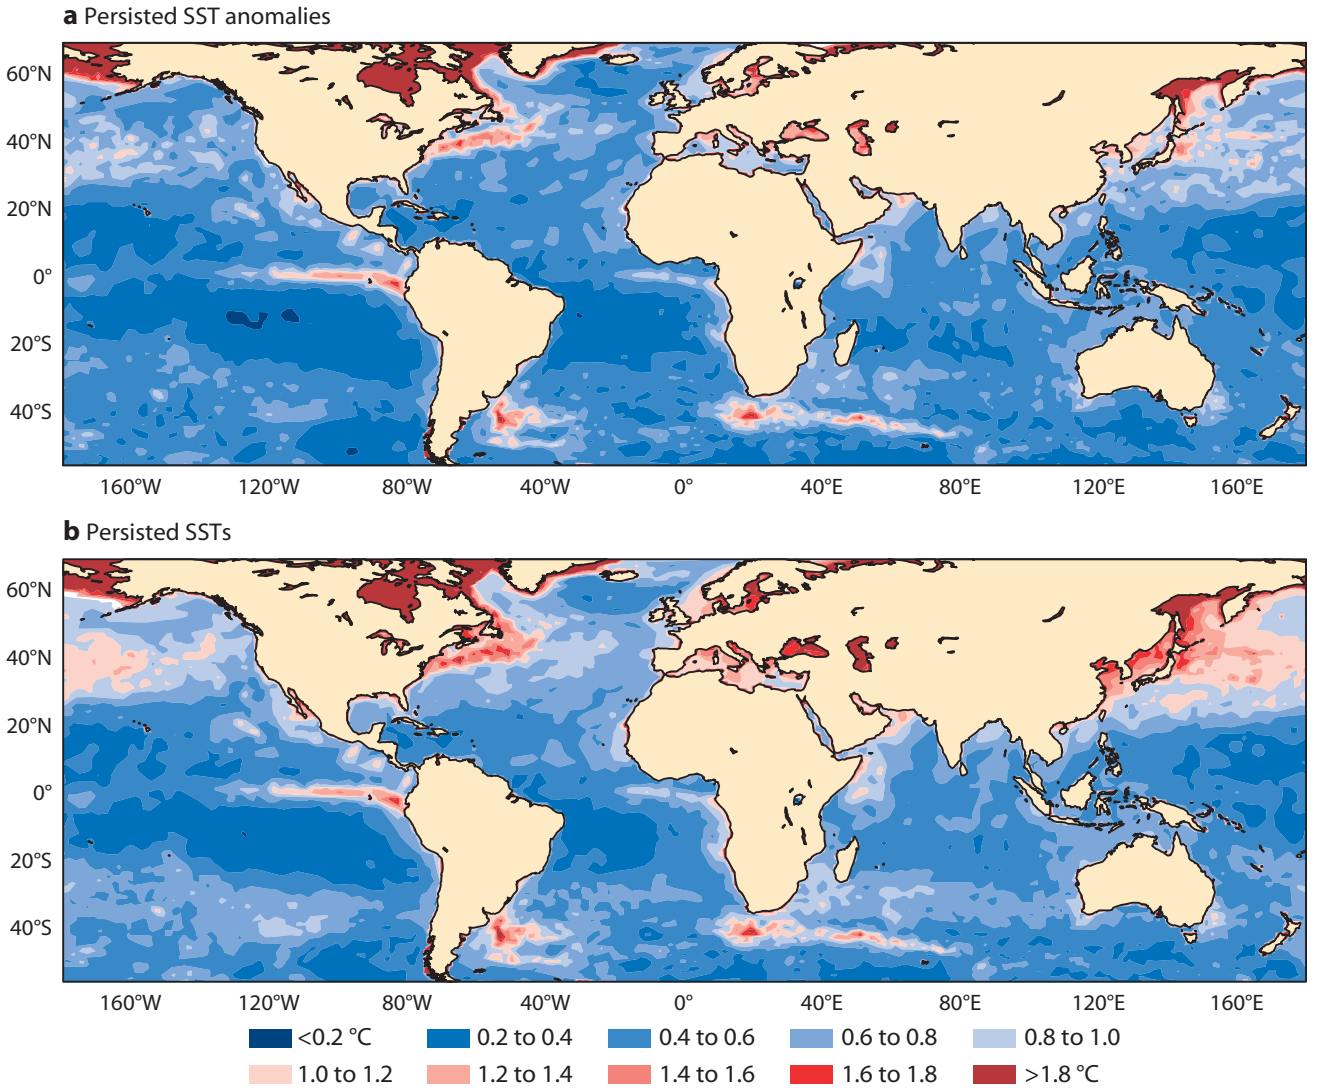 a Persisted SST anomalies
60°N
40°N
20°N
0°
20°S
40°S
160°W 120°W 80°W 40°W 0° 40°E 80°E 120°E 160°E
b Persisted SSTs
60°N
40°N
20°N
0°
20°S
40°S
160°W 120°W 80°W 40°W 0° 40°E 80°E 120°E 160°E
<0.2 °C 0.2 to 0.4 0.4 to 0.6 0.6 to 0.8 0.8 to 1.0
1.0 to 1.2 1.2 to 1.4 1.4 to 1.6 1.6 to 1.8 >1.8 °C